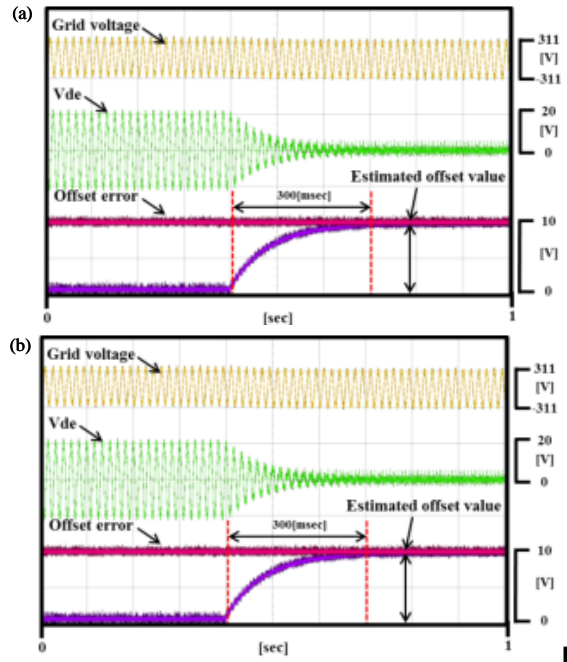 (a)
Grid voltage
311
[V]
-311
Vde
20
[V]
0
Estimated offset value
Offset error
300[msec]
10
[V]
0
0
[sec]
1
(b)
Grid voltage
311
[V]
-311
Vde
20
[V]
0
Estimated offset value
Offset error
300[msec]
10
[V]
0
0
[sec]
1